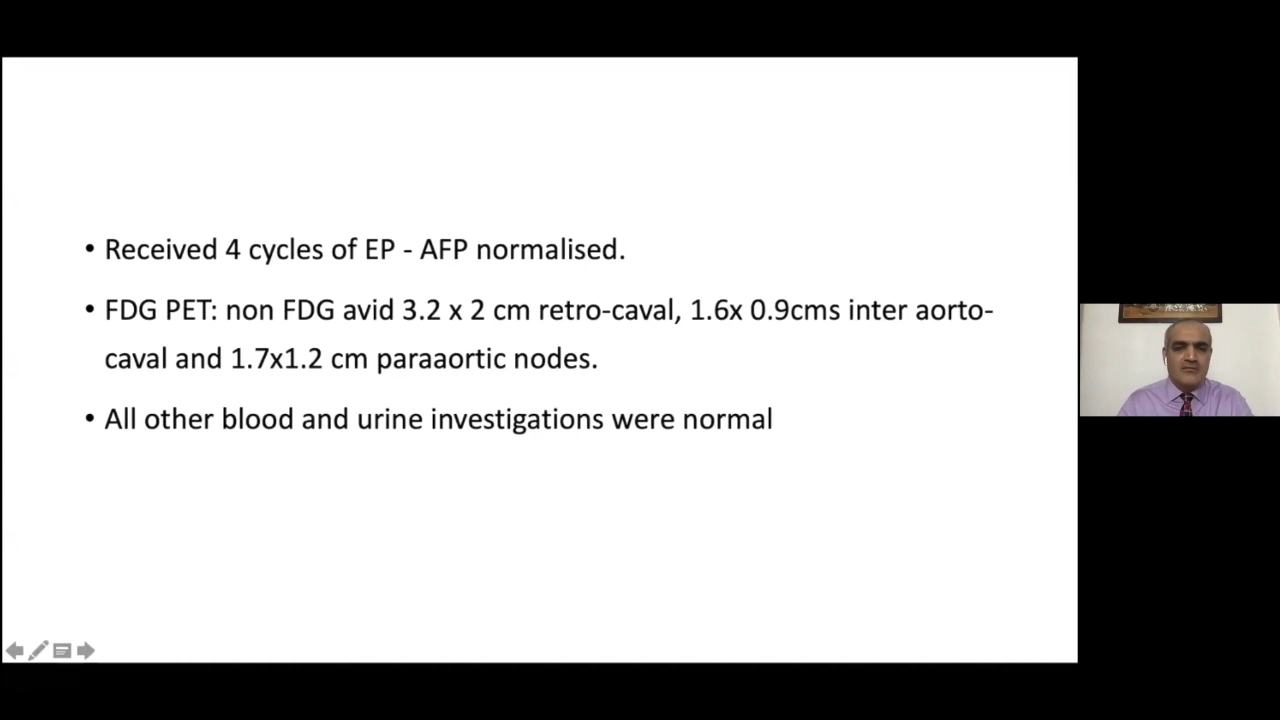 • Received 4 cycles of EP - AFP normalised.
• FDG PET: non FDG avid 3.2 x 2 cm retro-caval, 1.6x 0.9cms inter aorto-
caval and 1.7x1.2 cm paraaortic nodes.
• All other blood and urine investigations were normal